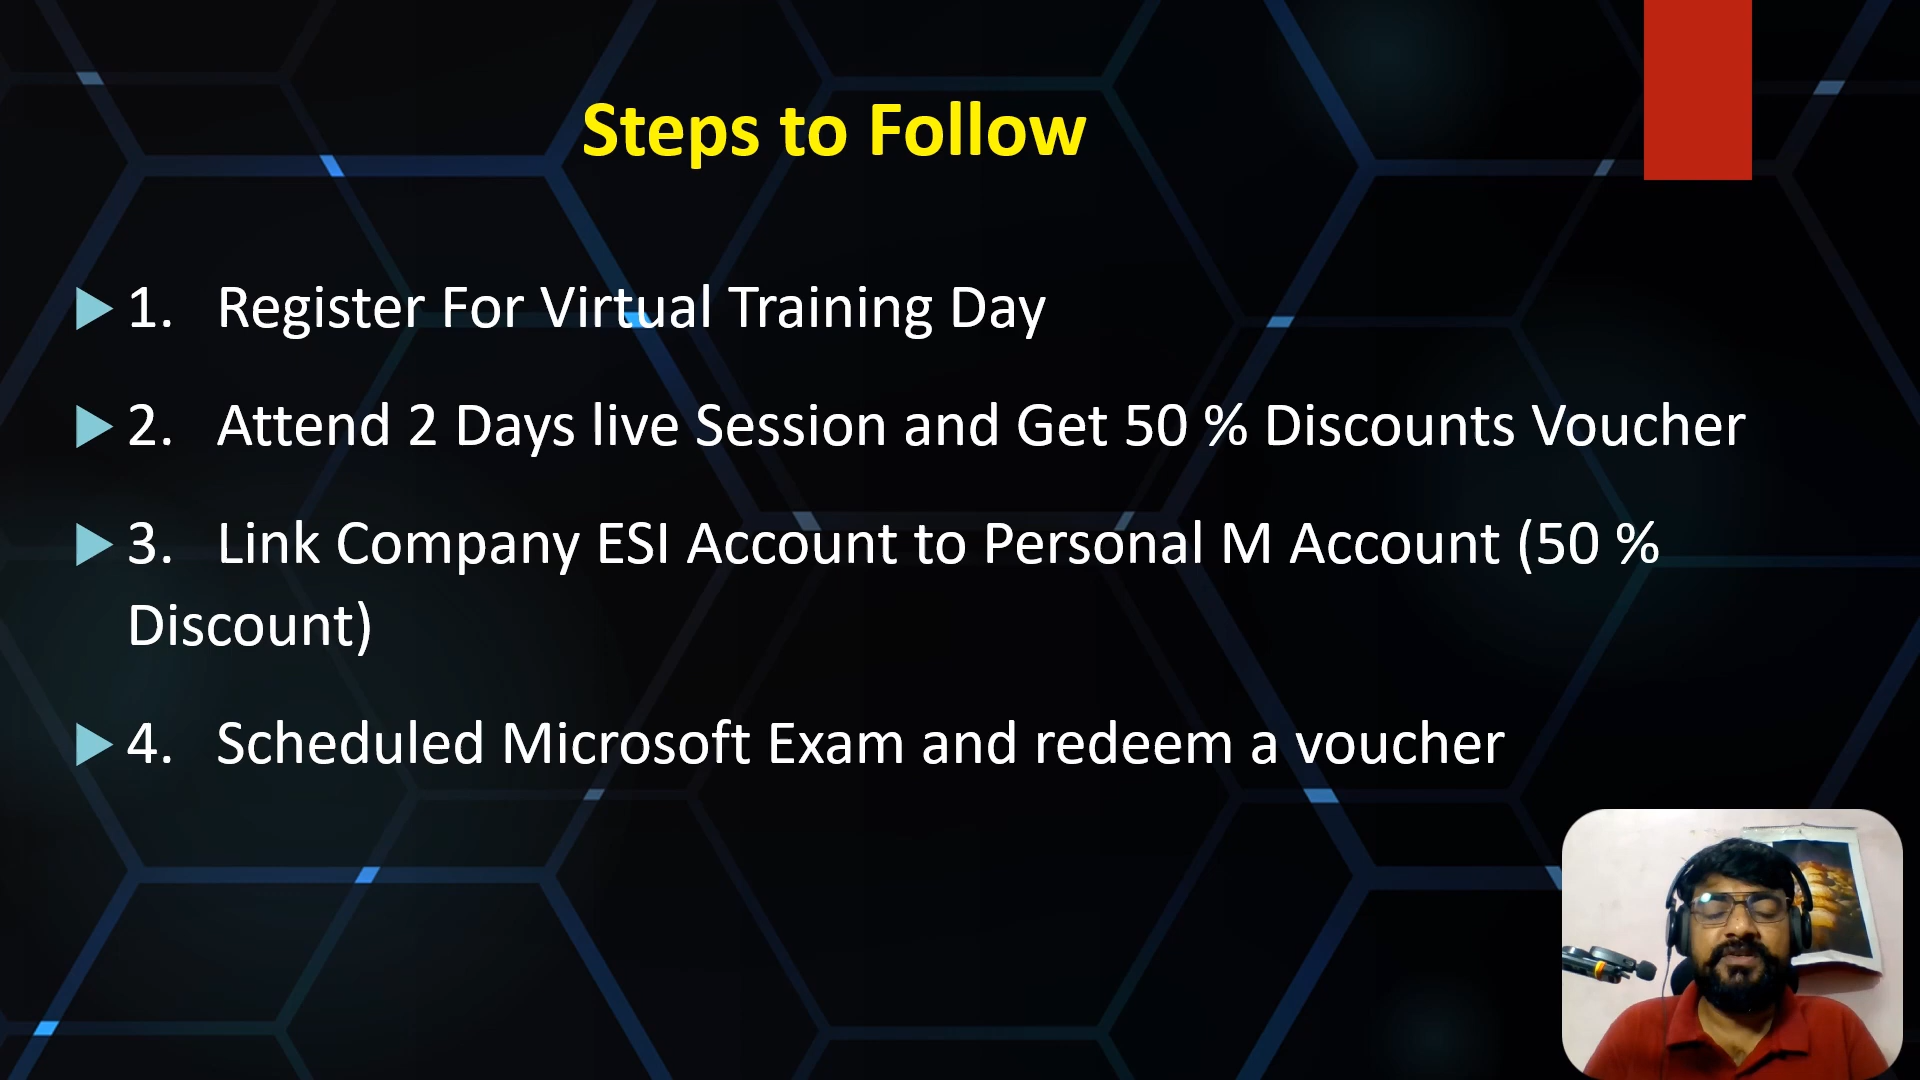 Steps to Follow
1. Register For Virtual Training Day
2. Attend 2 Days live Session and Get 50 % Discounts Voucher
3. Link Company ESI Account to Personal M Account (50 %
Discount)
4. Scheduled Microsoft Exam and redeem a voucher